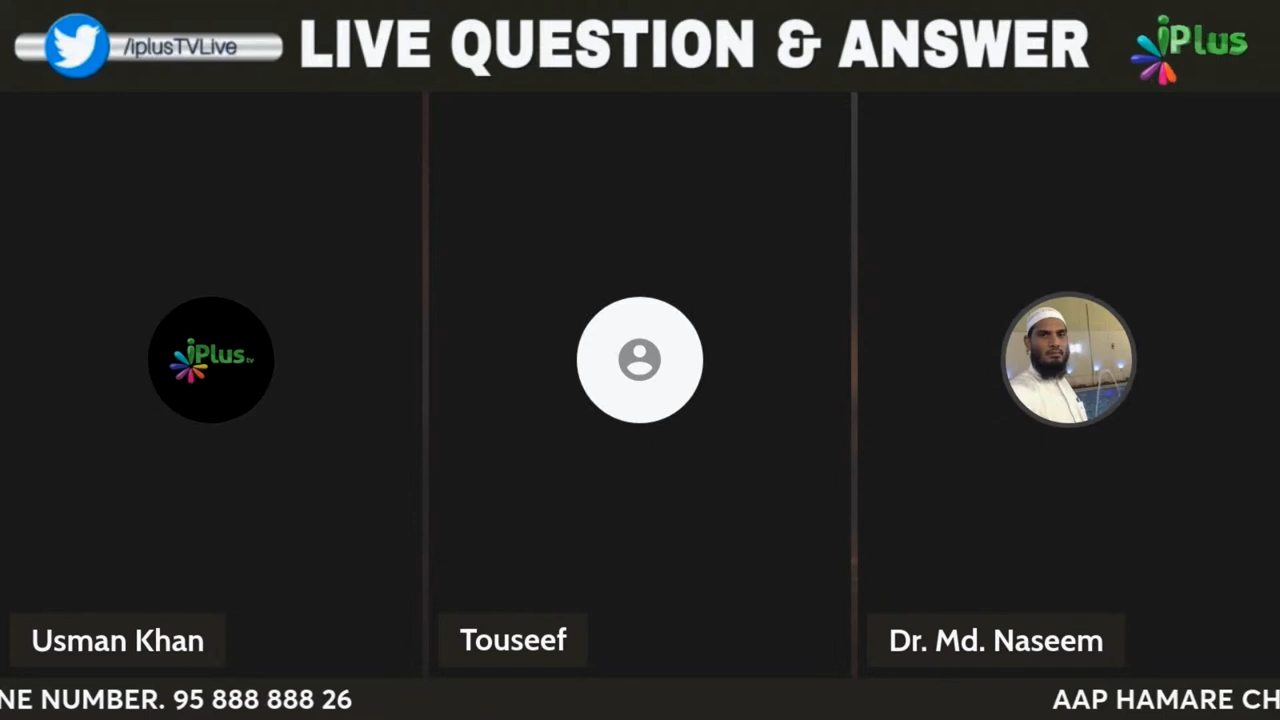 /iplusTVLive
LIVE QUESTION & ANSWER
iPlus
iPlus tv
Usman Khan
Touseef
Dr. Md. Naseem
NE NUMBER. 95 888 888 26
AAP HAMARE CH